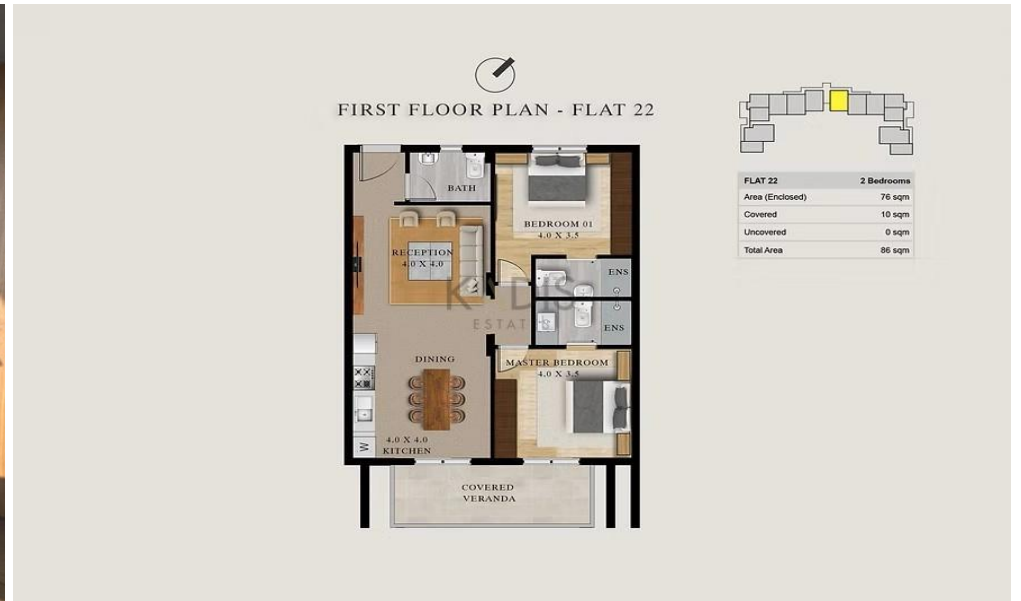 FIRST FLOOR PLAN - FLAT 22
BATH
BEDROOM 01
4.0 X 3.5
RECEPTION
4.0 X 4.0
ENS
ENS
DINING
MASTER BEDROOM
4.0 X 3.5
4.0 X 4.0
KITCHEN
W
COVERED
VERANDA
FLAT 22 2 Bedrooms
Area (Enclosed) 76 sqm
Covered 10 sqm
Uncovered 0 sqm
Total Area 86 sqm